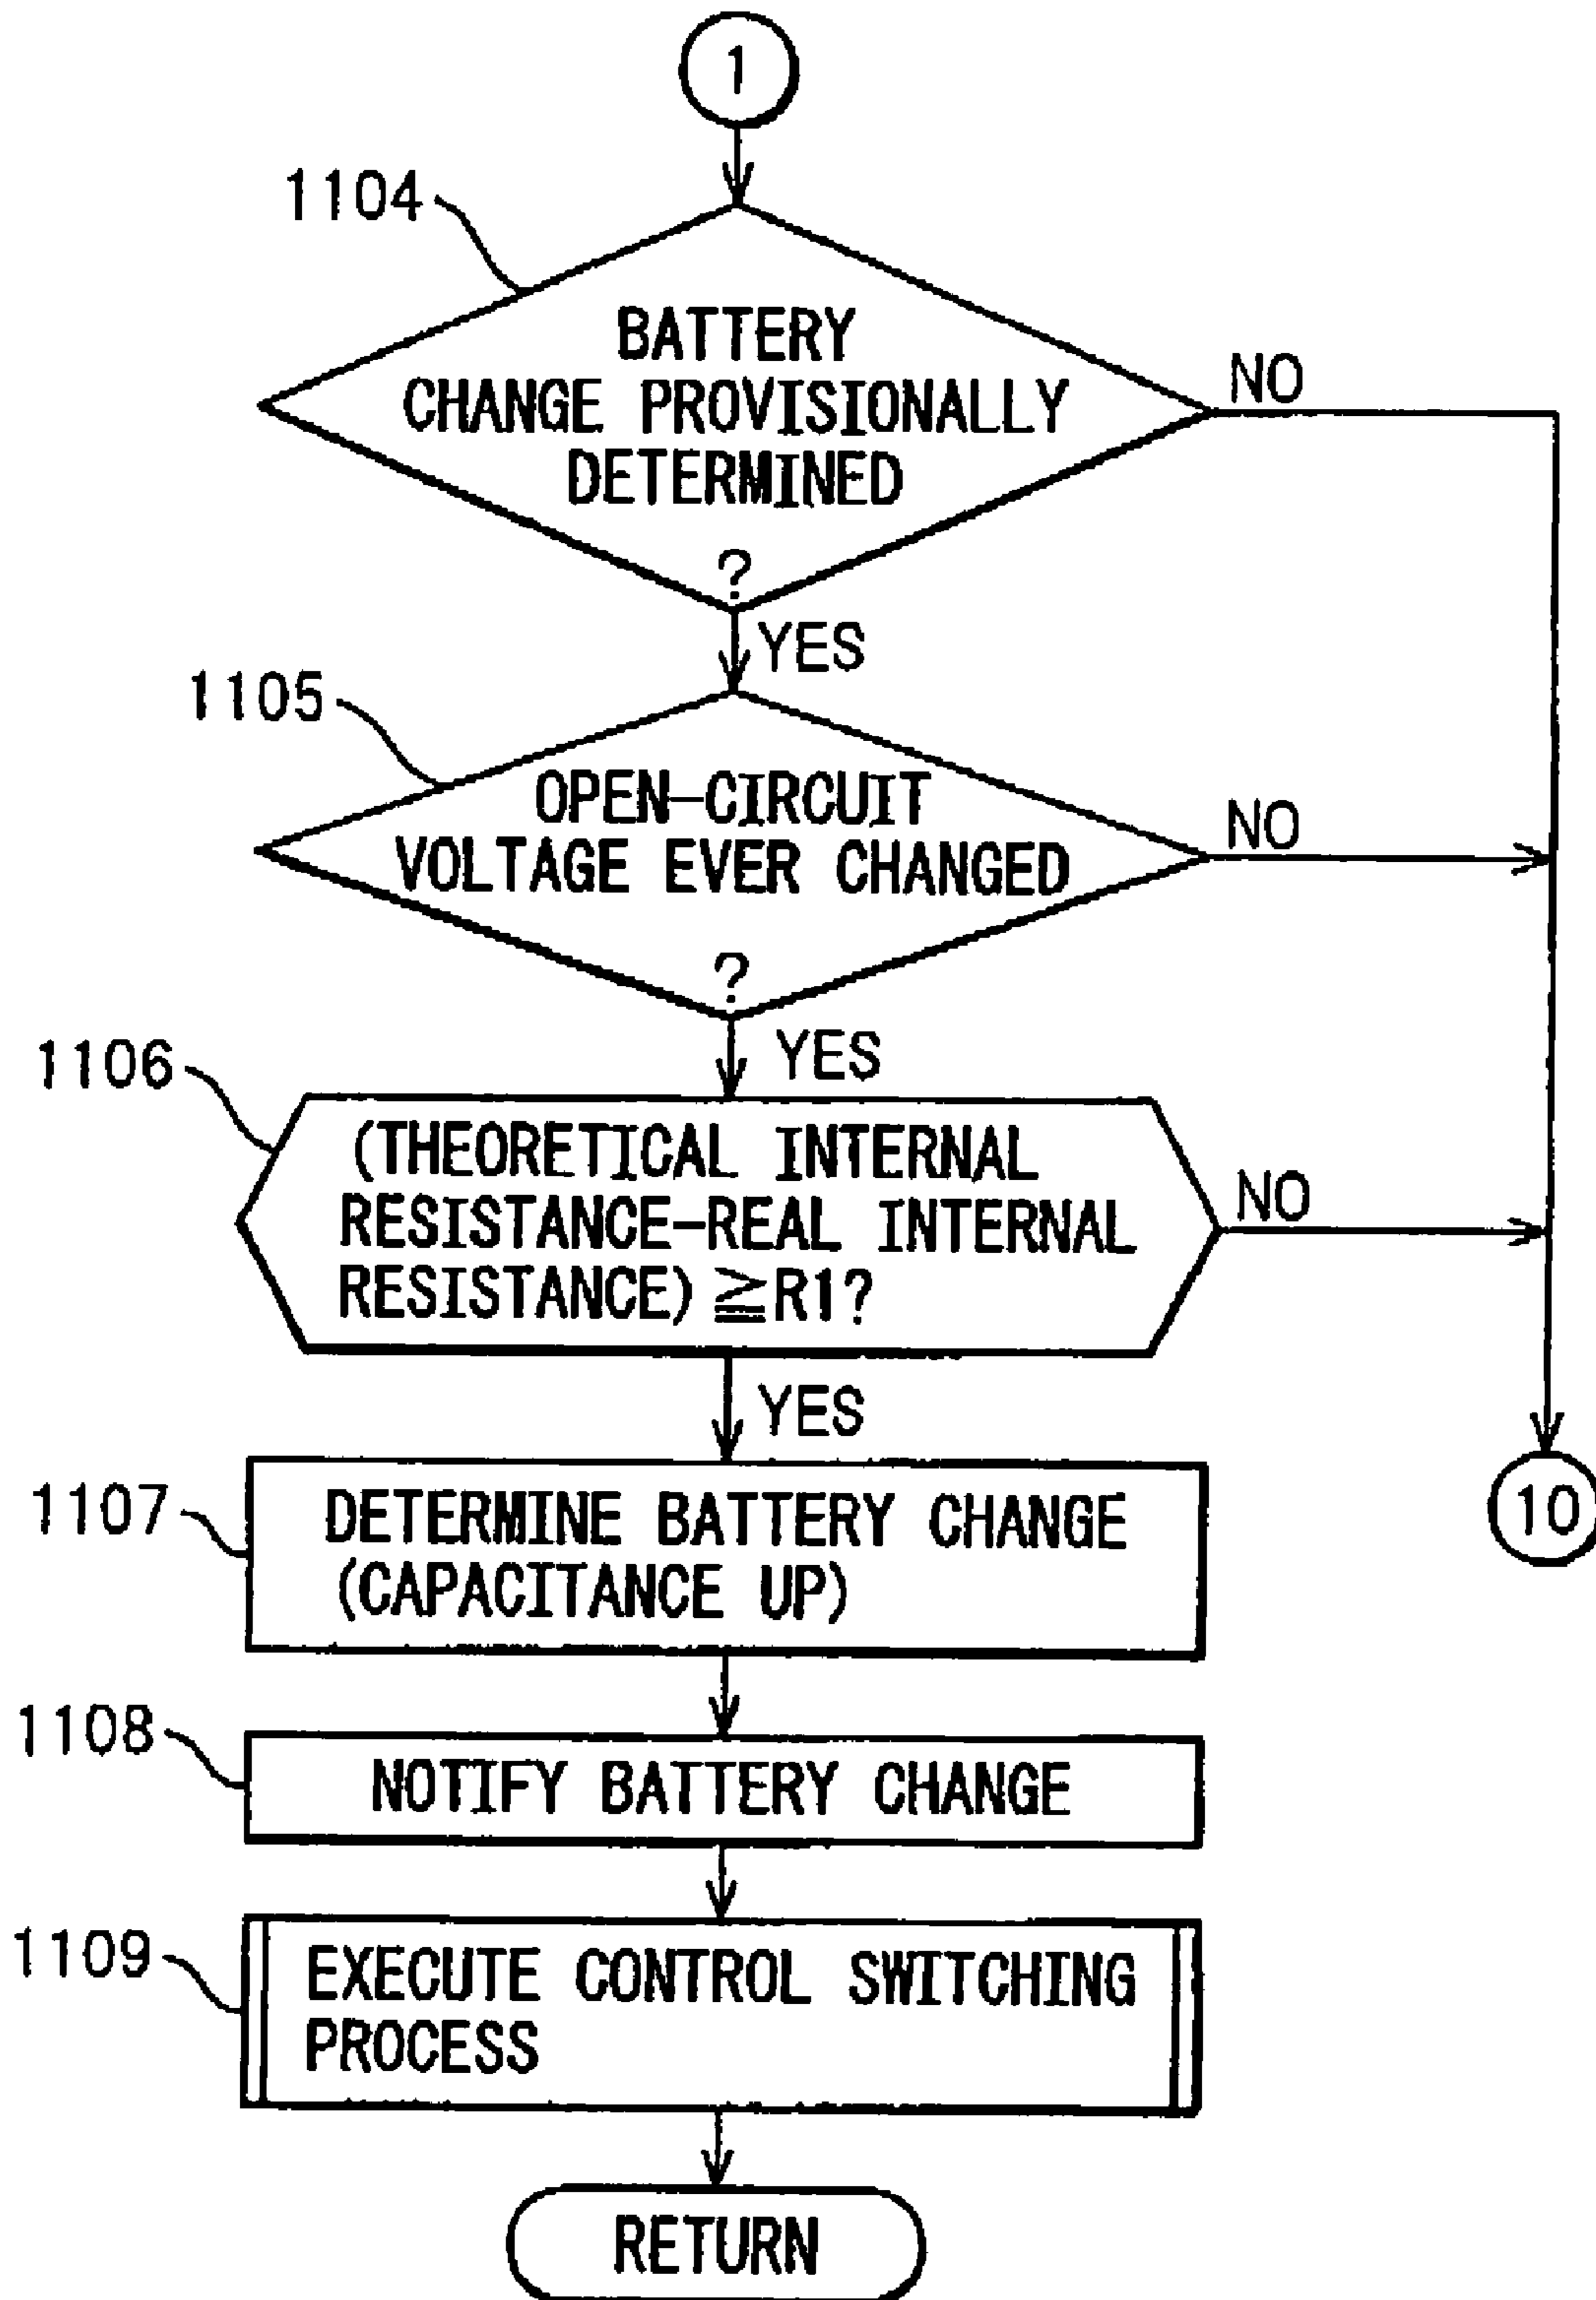 1
1104
BATTERY
CHANGE PROVISIONALLY
DETERMINED
?
NO
YES
1105
OPEN-CIRCUIT
VOLTAGE EVER CHANGED
?
NO
YES
1106
(THEORETICAL INTERNAL
RESISTANCE-REAL INTERNAL
RESISTANCE) ≧R1?
NO
YES
1107
DETERMINE BATTERY CHANGE
(CAPACITANCE UP)
10
1108
NOTIFY BATTERY CHANGE
1109
EXECUTE CONTROL SWITCHING
PROCESS
RETURN